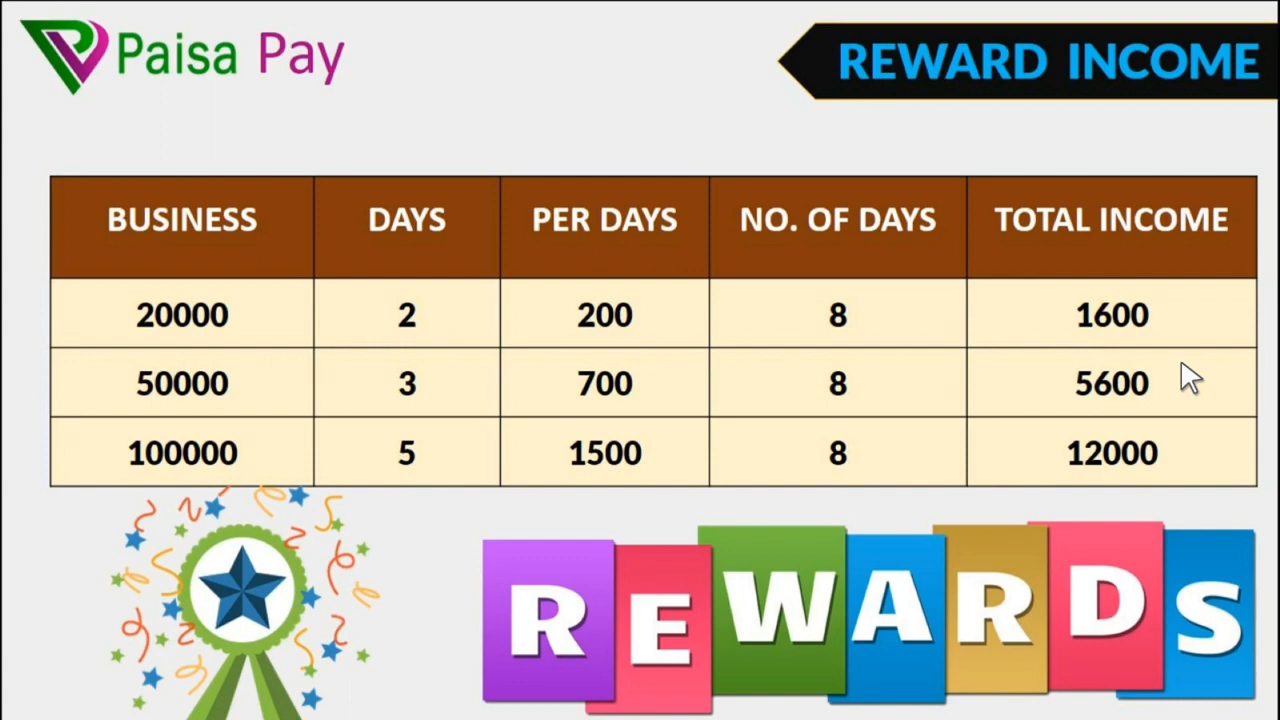 Paisa Pay
REWARD INCOME
BUSINESS DAYS PER DAYS NO. OF DAYS TOTAL INCOME
20000 2 200 8 1600
50000 3 700 8 5600
100000 5 1500 8 12000
REWARDS